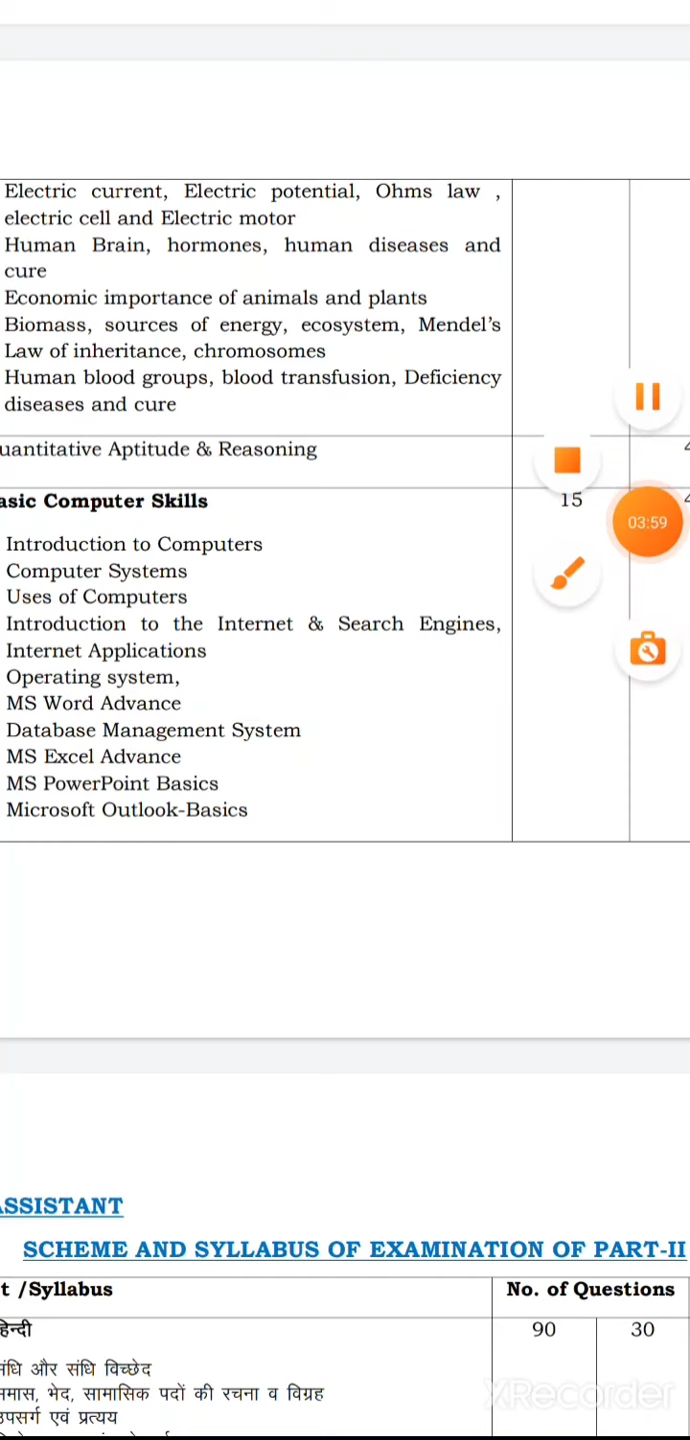 Electric current, Electric potential, Ohms law ,
electric cell and Electric motor
Human Brain, hormones, human diseases and
cure
Economic importance of animals and plants
Biomass, sources of energy, ecosystem, Mendel's
Law of inheritance, chromosomes
Human blood groups, blood transfusion, Deficiency
diseases and cure
uantitative Aptitude & Reasoning
asic Computer Skills 15
03:59
Introduction to Computers
Computer Systems
Uses of Computers
Introduction to the Internet & Search Engines,
Internet Applications
Operating system,
MS Word Advance
Database Management System
MS Excel Advance
MS PowerPoint Basics
Microsoft Outlook-Basics
ASSISTANT
SCHEME AND SYLLABUS OF EXAMINATION OF PART-II
t /Syllabus No. of Questions
हिन्दी 90 30
संधि और संधि विच्छेद
समास, भेद, सामासिक पदों की रचना व विग्रह
उपसर्ग एवं प्रत्यय
XRecorder